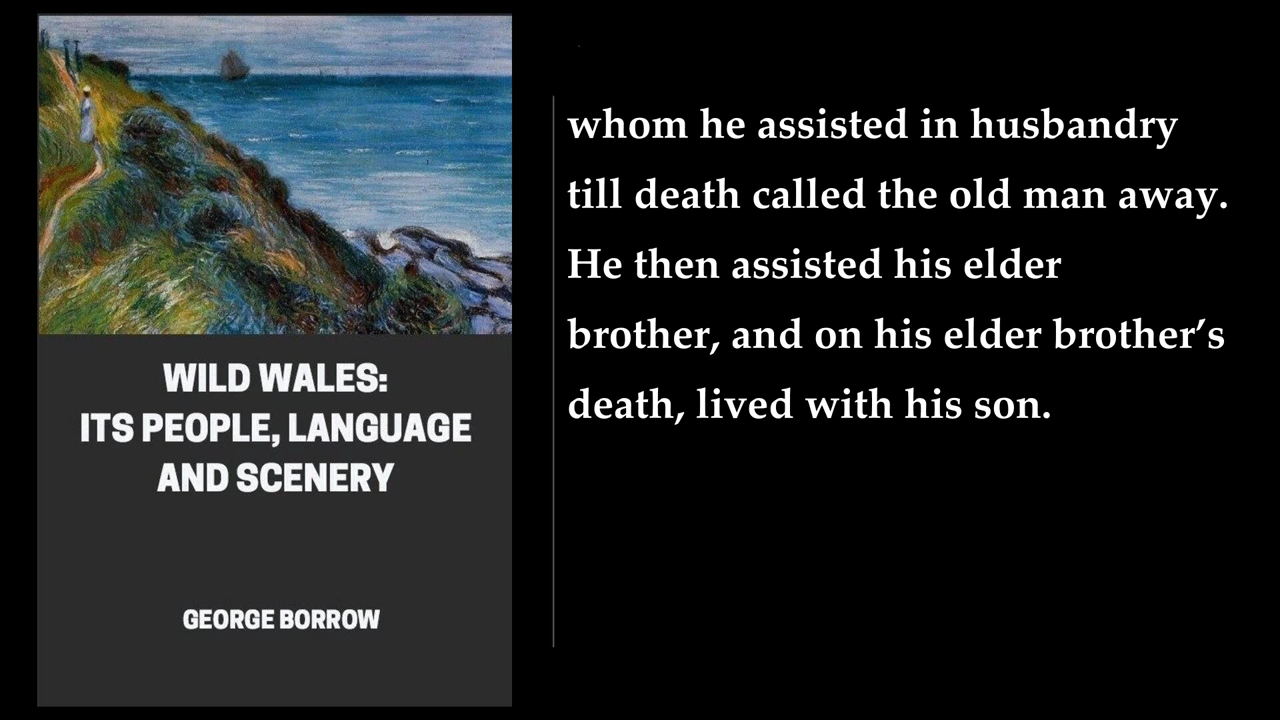 WILD WALES:
ITS PEOPLE, LANGUAGE
AND SCENERY
GEORGE BORROW
whom he assisted in husbandry
till death called the old man away.
He then assisted his elder
brother, and on his elder brother’s
death, lived with his son.